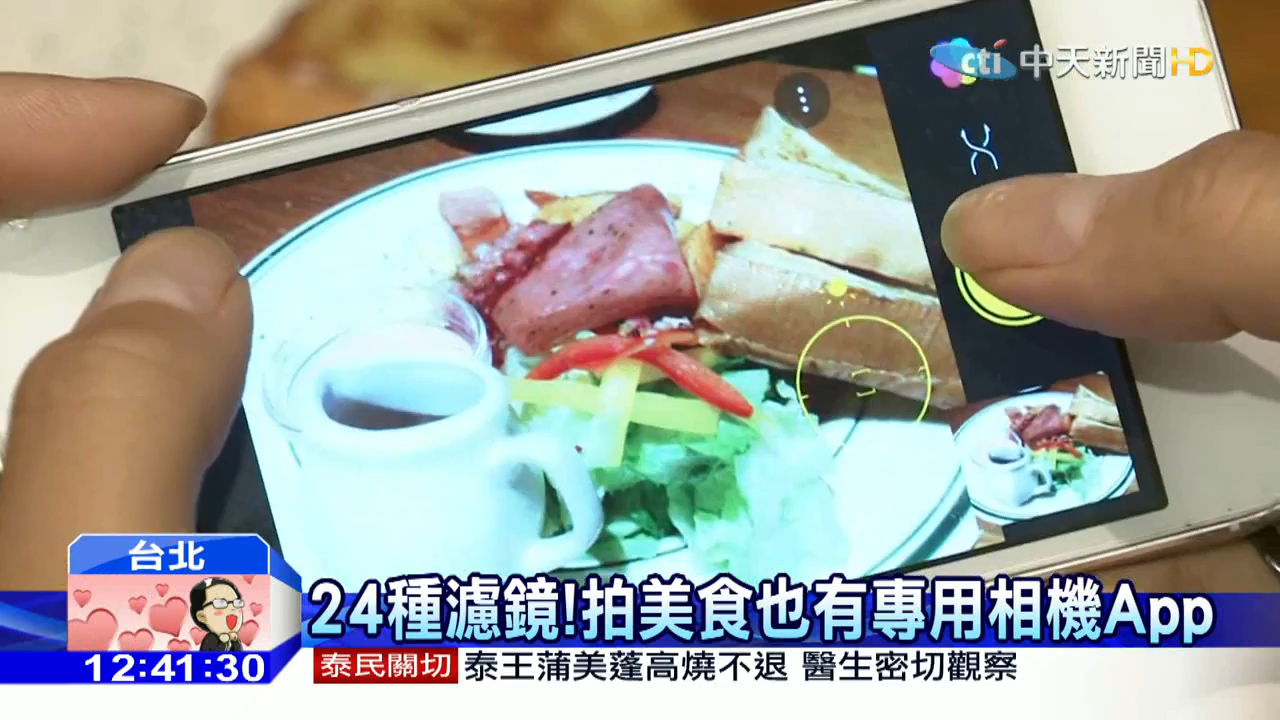 cti 中天新聞HD
台北
24種濾鏡!拍美食也有專用相機App
12:41:30
泰民關切 泰王蒲美蓬高燒不退 醫生密切觀察